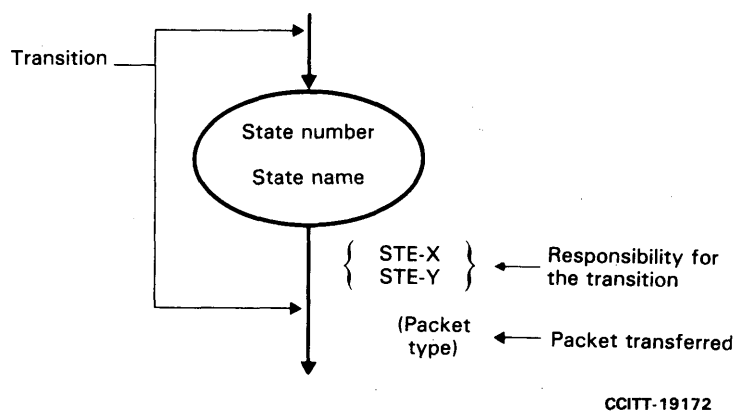 Transition
State number
State name
STE-X
STE-Y
Responsibility for
the transition
(Packet
type)
Packet transferred
CCITT-19172